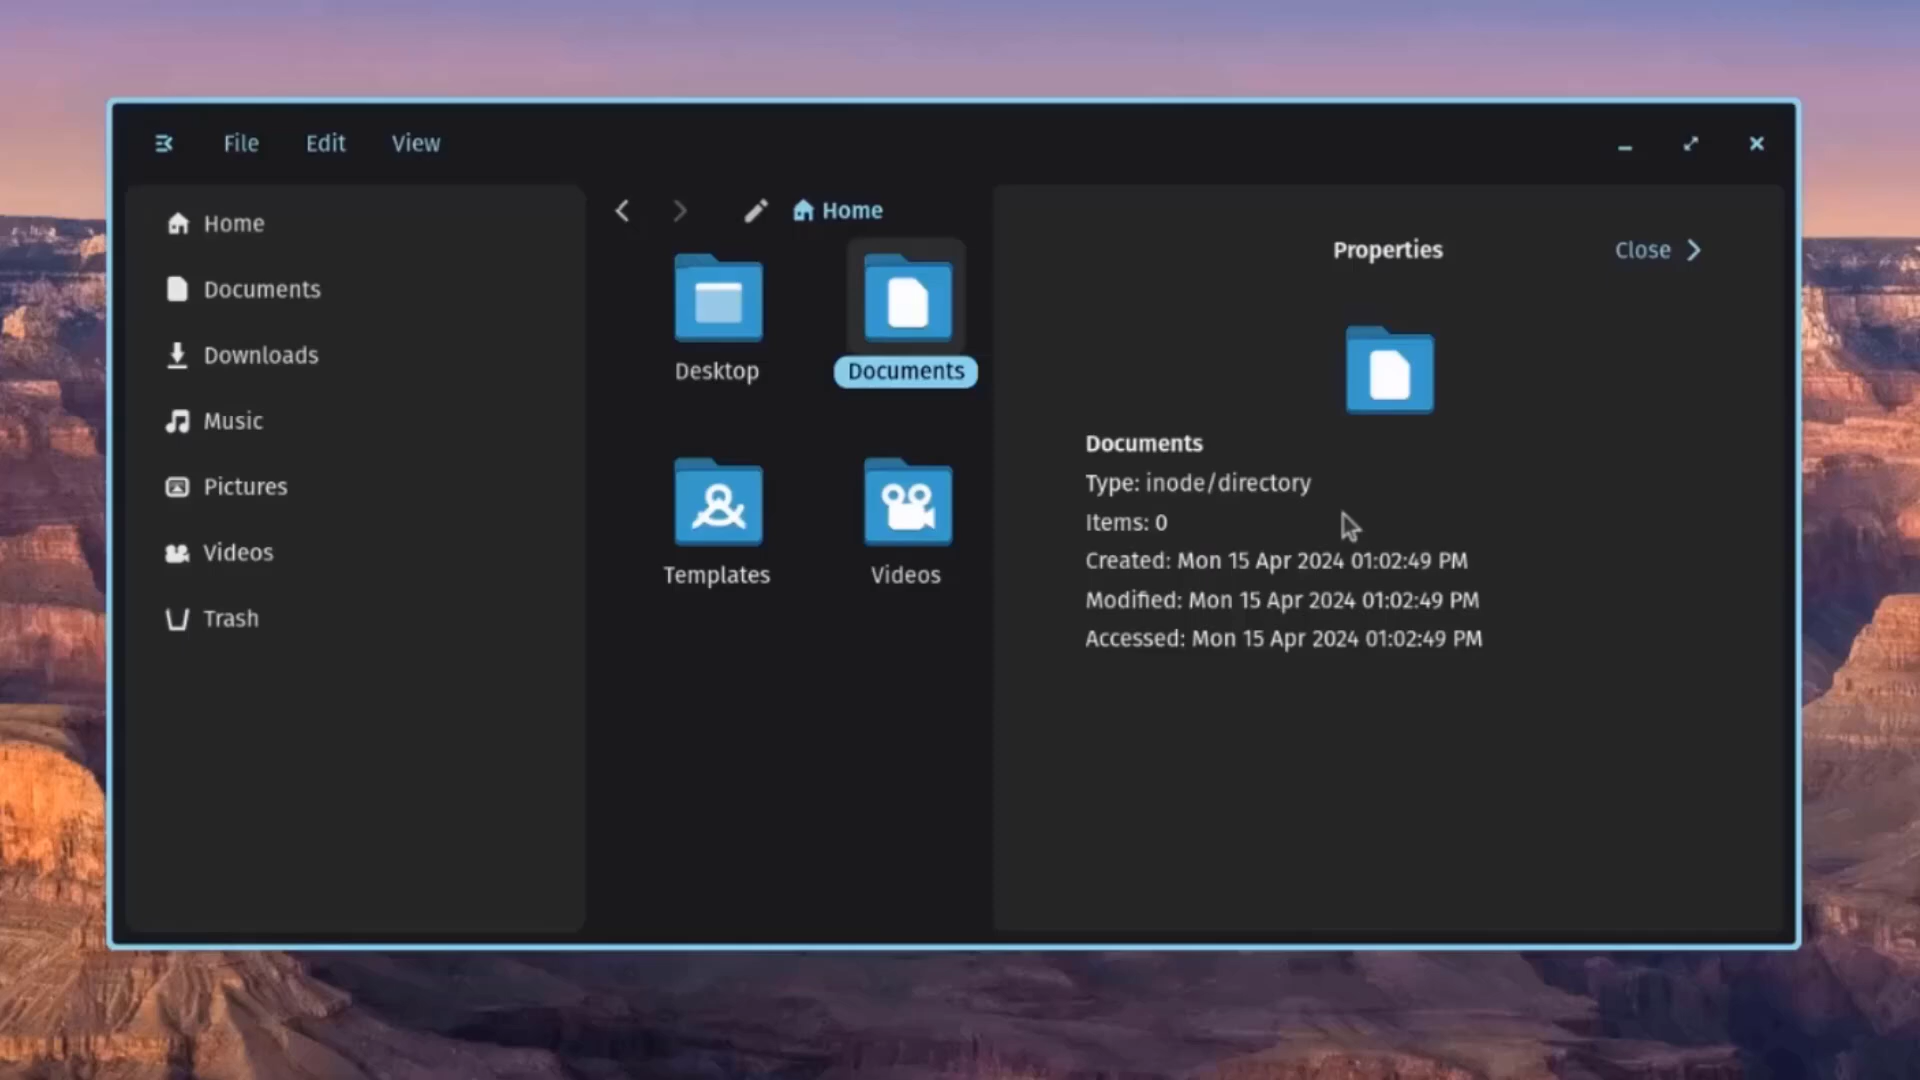 File Edit View
Home
Documents
Downloads
Music
Pictures
Videos
Trash
Home
Desktop Documents
Templates Videos
Properties Close
Documents
Type: inode/directory
Items: 0
Created: Mon 15 Apr 2024 01:02:49 PM
Modified: Mon 15 Apr 2024 01:02:49 PM
Accessed: Mon 15 Apr 2024 01:02:49 PM